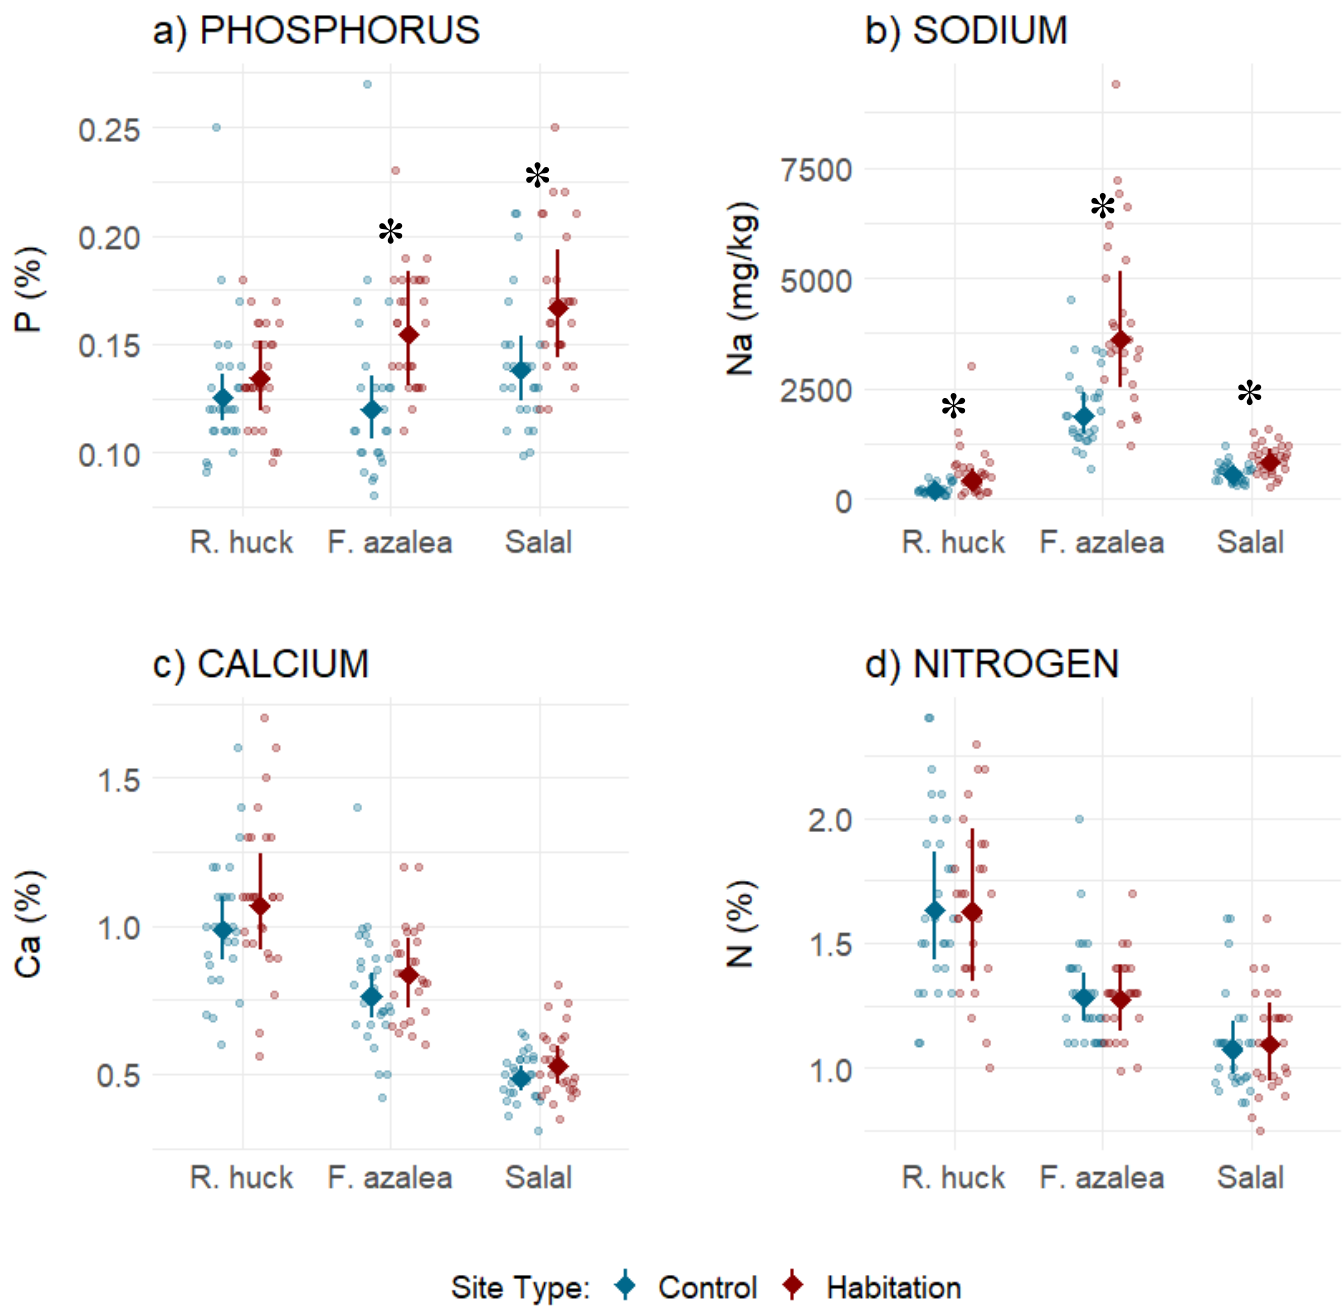 a) PHOSPHORUS
P (%)
0.25
0.20
0.15
0.10
*
*
R. huck F. azalea Salal
b) SODIUM
Na (mg/kg)
7500
5000
2500
0
*
*
*
R. huck F. azalea Salal
c) CALCIUM
Ca (%)
1.5
1.0
0.5
R. huck F. azalea Salal
d) NITROGEN
N (%)
2.0
1.5
1.0
R. huck F. azalea Salal
Site Type: Control Habitation